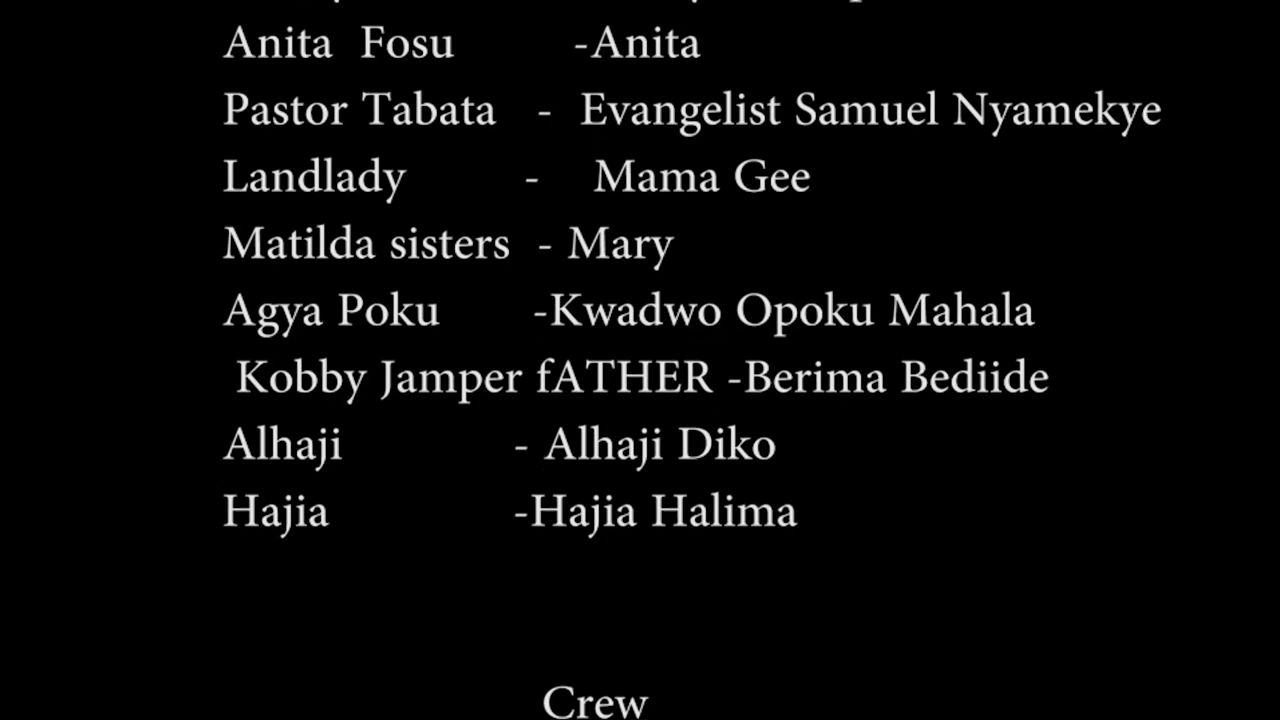 Anita Fosu -Anita
Pastor Tabata - Evangelist Samuel Nyamekye
Landlady - Mama Gee
Matilda sisters - Mary
Agya Poku -Kwadwo Opoku Mahala
Kobby Jamper fATHER -Berima Bediide
Alhaji - Alhaji Diko
Hajia -Hajia Halima
Crew